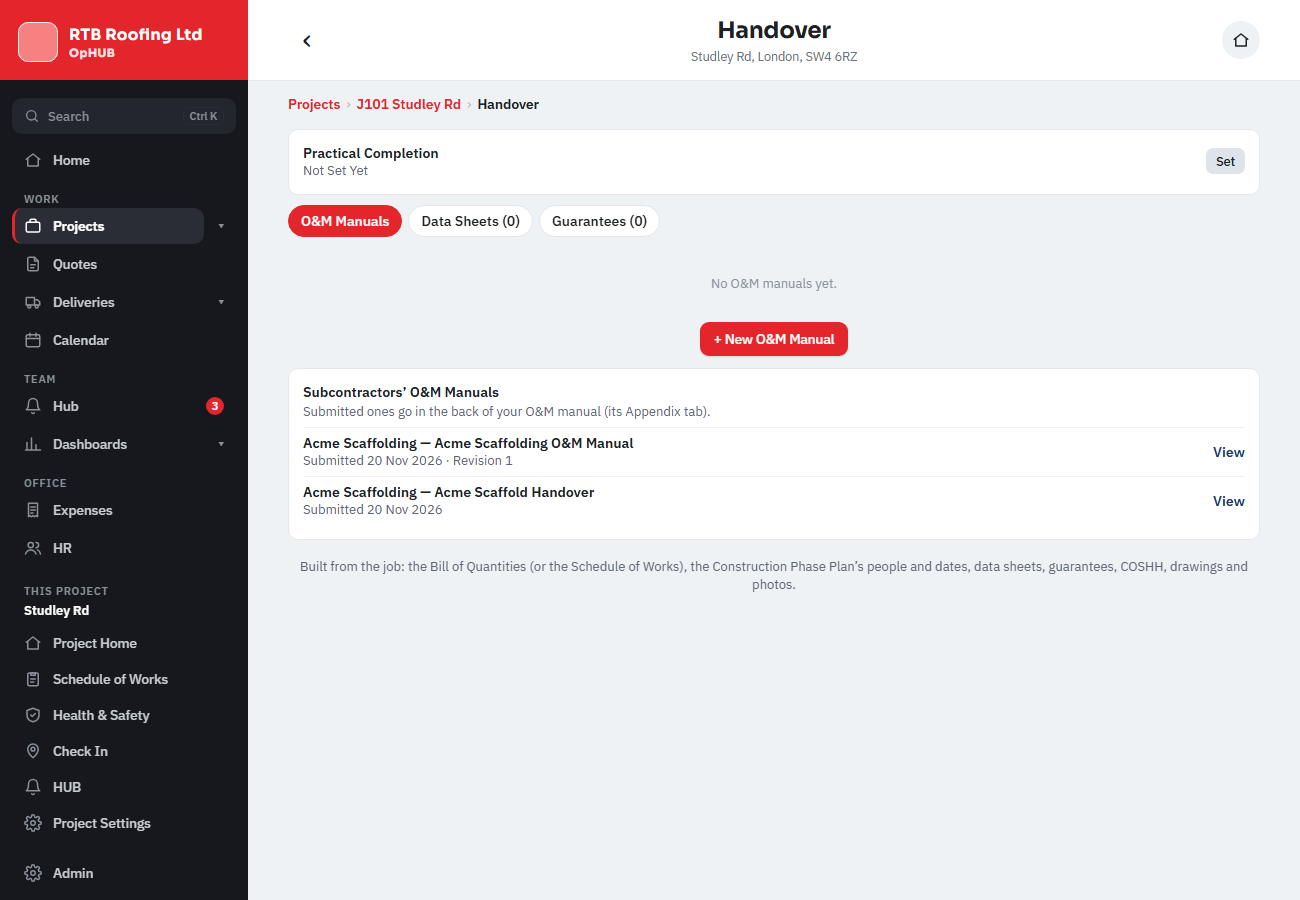 RTB Roofing Ltd
OpHUB
Search Ctrl K
Home
WORK
Projects
Quotes
Deliveries
Calendar
TEAM
Hub 3
Dashboards
OFFICE
Expenses
HR
THIS PROJECT
Studley Rd
Project Home
Schedule of Works
Health & Safety
Check In
HUB
Project Settings
Admin
Handover
Studley Rd, London, SW4 6RZ
Projects › J101 Studley Rd › Handover
Practical Completion
Not Set Yet
Set
O&M Manuals Data Sheets (0) Guarantees (0)
No O&M manuals yet.
+ New O&M Manual
Subcontractors’ O&M Manuals
Submitted ones go in the back of your O&M manual (its Appendix tab).
Acme Scaffolding — Acme Scaffolding O&M Manual
Submitted 20 Nov 2026 · Revision 1
View
Acme Scaffolding — Acme Scaffold Handover
Submitted 20 Nov 2026
View
Built from the job: the Bill of Quantities (or the Schedule of Works), the Construction Phase Plan’s people and dates, data sheets, guarantees, COSHH, drawings and
photos.